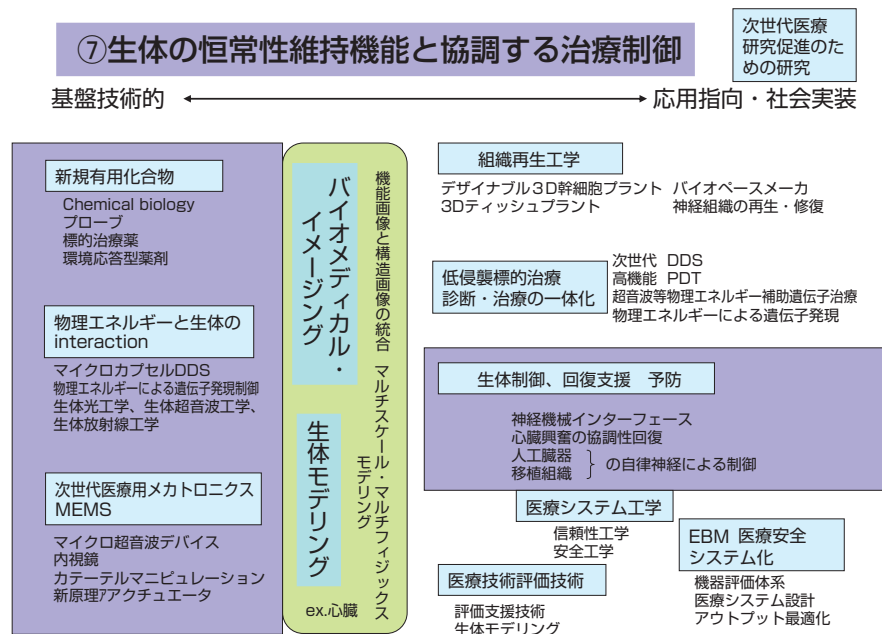 ⑦生体の恒常性維持機能と協調する治療制御
次世代医療
研究促進のた
めの研究
基盤技術的
応用指向・社会実装
新規有用化合物
Chemical biology
プローブ
標的治療薬
環境応答型薬剤
物理エネルギーと生体の
interaction
マイクロカプセルDDS
物理エネルギーによる遺伝子発現制御
生体光工学、生体超音波工学、
生体放射線工学
次世代医療用メカトロニクス
MEMS
マイクロ超音波デバイス
内視鏡
カテーテルマニピュレーション
新原理アアクチュエータ
バイオメディカル・
イメージング
機能画像と構造画像の統合
生体モデリング
マルチスケール・マルチフィジックス
モデリング
ex.心臓
組織再生工学
デザイナブル3D幹細胞プラント バイオペースメーカ
3Dティッシュプラント 神経組織の再生・修復
低侵襲標的治療
診断・治療の一体化
次世代 DDS
高機能 PDT
超音波等物理エネルギー補助遺伝子治療
物理エネルギーによる遺伝子発現
生体制御、回復支援 予防
神経機械インターフェース
心臓興奮の協調性回復
人工臓器
移植組織
} の自律神経による制御
医療システム工学
信頼性工学
安全工学
EBM 医療安全
システム化
機器評価体系
医療システム設計
アウトプット最適化
医療技術評価技術
評価支援技術
生体モデリング